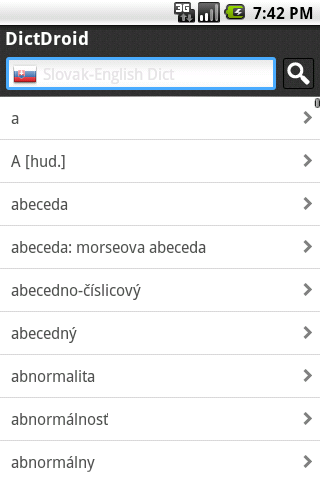 3G 7:42 PM
DictDroid
Slovak-English Dict
a
A [hud.]
abeceda
abeceda: morseova abeceda
abecedno-číslicový
abecedný
abnormalita
abnormálnosť
abnormálny